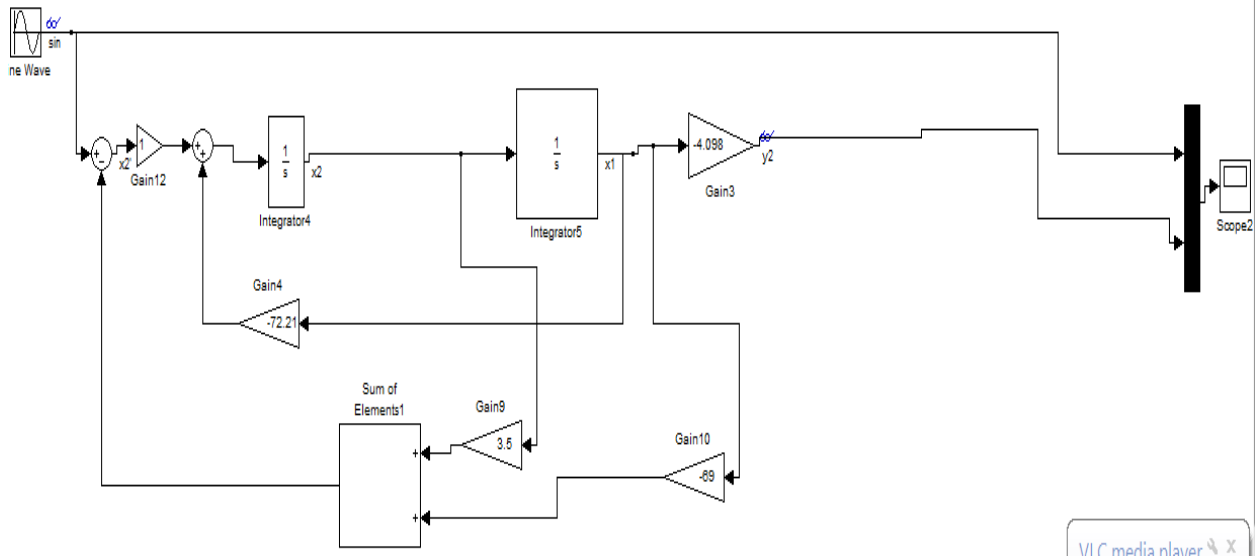 sin
ne Wave
+
-
x2'
1
Gain12
+
+
1
s
x2
Integrator4
1
s
x1
Integrator5
-4.098
Gain3
y2
Scope2
Gain4
-72.21
Sum of
Elements1
+
+
Gain9
3.5
Gain10
-69
VLC media player